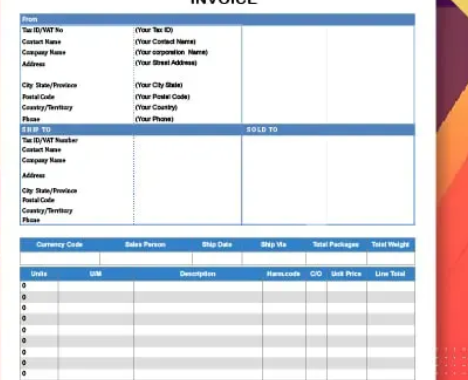 INVOICE
From
Tax ID/VAT No (Your Tax ID)
Contact Name (Your Contact Name)
Company Name (Your corporation Name)
Address (Your Street Address)
City State/Province (Your City State)
Postal Code (Your Postal Code)
Country/Territory (Your Country)
Phone (Your Phone)
SHIP TO SOLD TO
Tax ID/VAT Number
Contact Name
Company Name
Address
City State/Province
Postal Code
Country/Territory
Phone
Currency Code Sales Person Ship Date Ship Via Total Packages Total Weight
Units U/M Description Harm.code C/O Unit Price Line Total
0
0
0
0
0
0
0
0
0